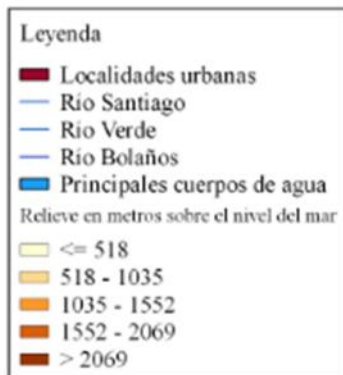 Leyenda
Localidades urbanas
Río Santiago
Río Verde
Río Bolaños
Principales cuerpos de agua
Relieve en metros sobre el nivel del mar
<= 518
518 - 1035
1035 - 1552
1552 - 2069
> 2069